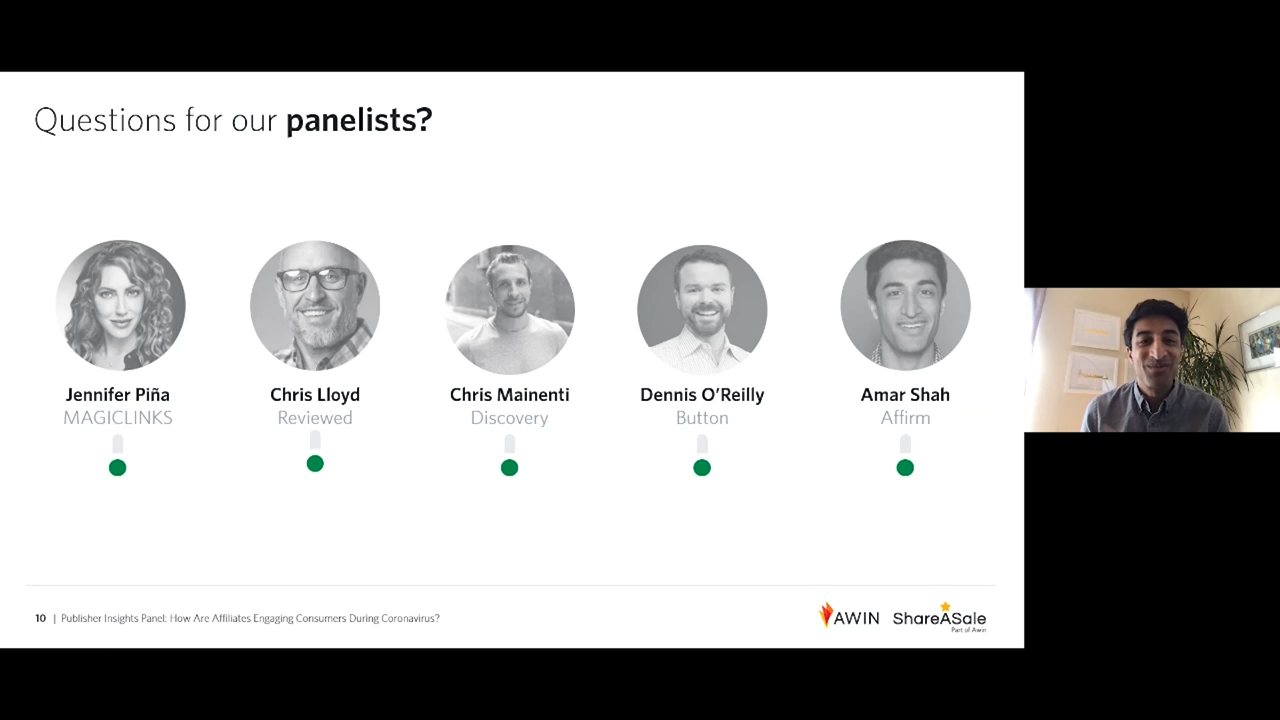 Questions for our panelists?
Jennifer Piña
MAGICLINKS
Chris Lloyd
Reviewed
Chris Mainenti
Discovery
Dennis O'Reilly
Button
Amar Shah
Affirm
10 | Publisher Insights Panel: How Are Affiliates Engaging Consumers During Coronavirus?
AWIN
ShareASale
Part of Awin